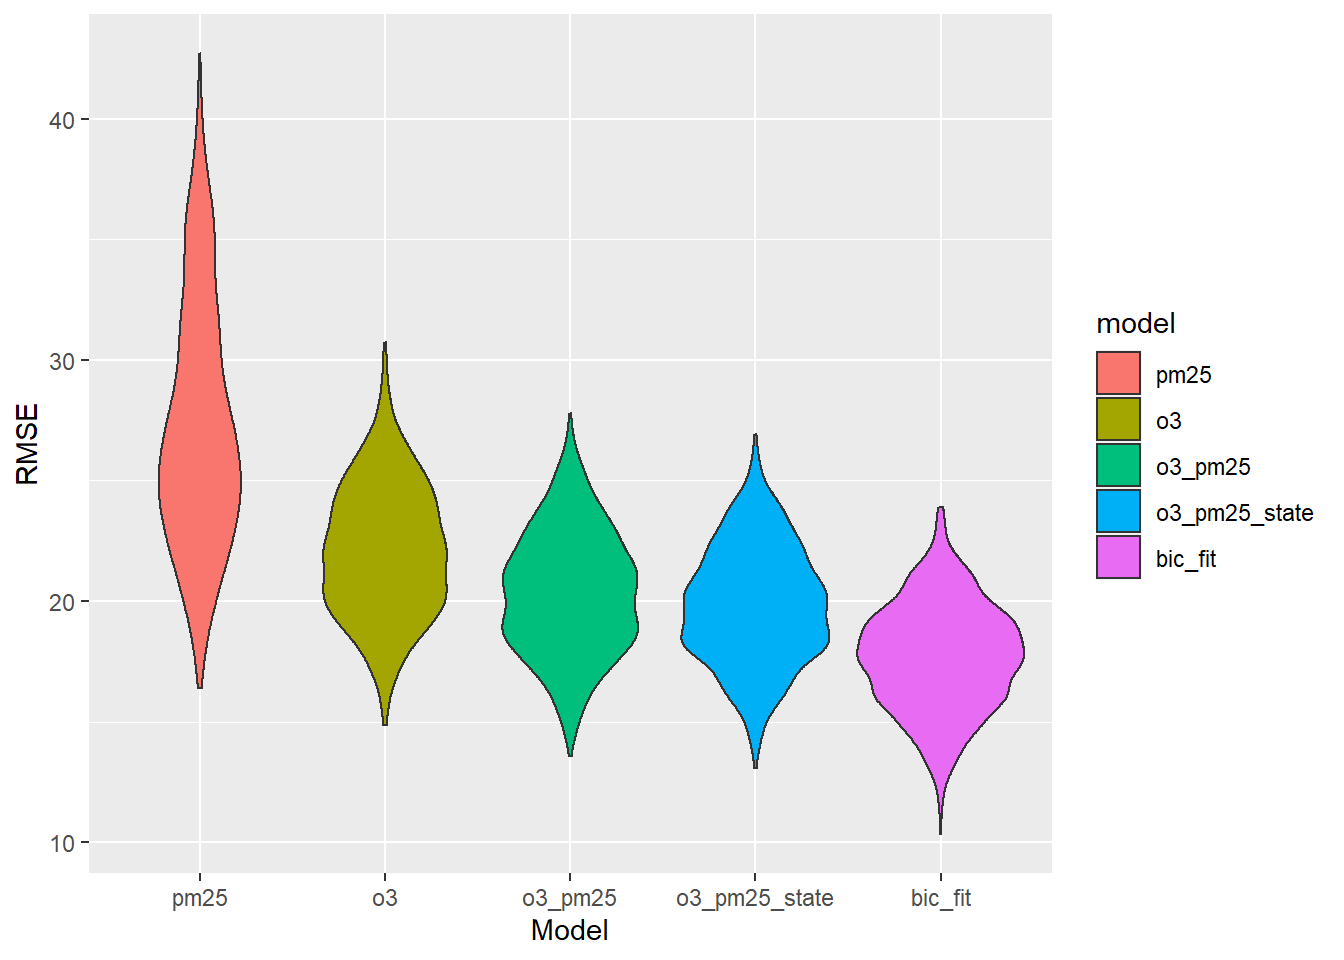 40
30
20
10
RMSE
pm25
o3
o3_pm25
o3_pm25_state
bic_fit
Model
model
pm25
o3
o3_pm25
o3_pm25_state
bic_fit